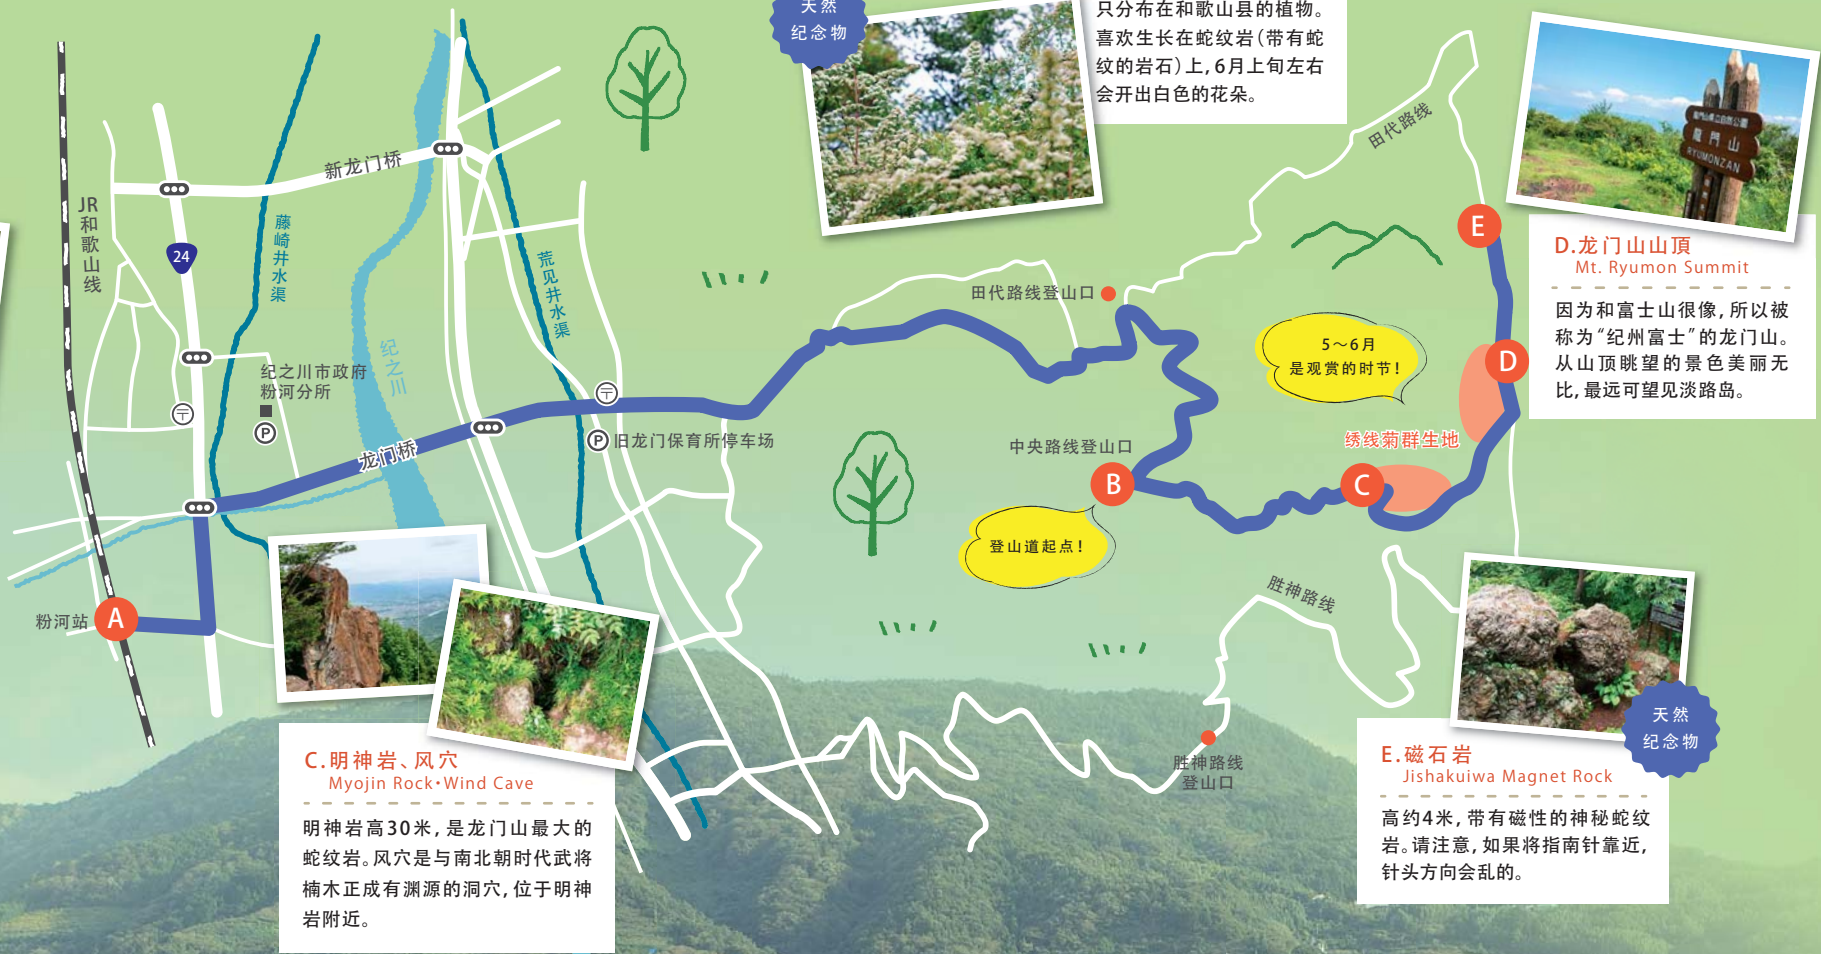 天然
纪念物
只分布在和歌山县的植物。
喜欢生长在蛇纹岩(带有蛇
纹的岩石)上,6月上旬左右
会开出白色的花朵。
龍門山
RYUMONZAN
田代路线
新龙门桥
JR和歌山线
24
藤崎井水渠
荒见井水渠
纪之川
E
D.龙门山山頂
Mt. Ryumon Summit
因为和富士山很像,所以被
称为“纪州富士”的龙门山。
从山顶眺望的景色美丽无
比,最远可望见淡路岛。
田代路线登山口
5～6月
是观赏的时节!
D
纪之川市政府
粉河分所
〒
P
〒
P
旧龙门保育所停车场
龙门桥
中央路线登山口
绣线菊群生地
B
C
登山道起点!
粉河站
A
胜神路线
胜神路线
登山口
天然
纪念物
C.明神岩、风穴
Myojin Rock･Wind Cave
明神岩高30米,是龙门山最大的
蛇纹岩。风穴是与南北朝时代武将
楠木正成有渊源的洞穴,位于明神
岩附近。
E.磁石岩
Jishakuiwa Magnet Rock
高约4米,带有磁性的神秘蛇纹
岩。请注意,如果将指南针靠近,
针头方向会乱的。